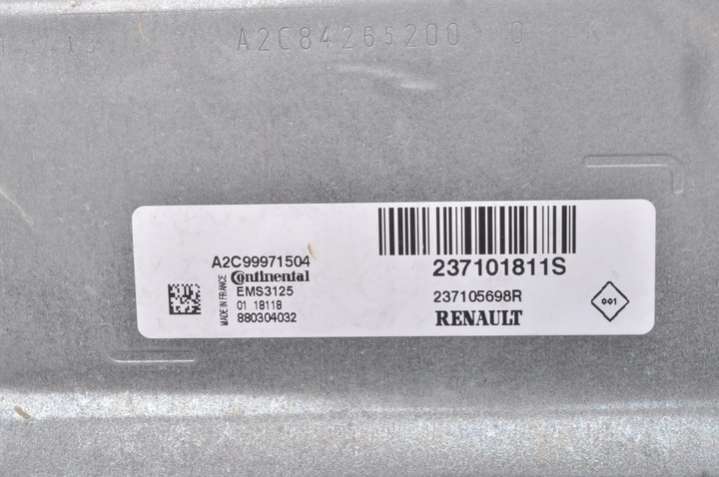 A2C84265200
A2C99971504
Continental
EMS3125
01 18118
880304032
MADE IN FRANCE
237101811S
237105698R
RENAULT
001